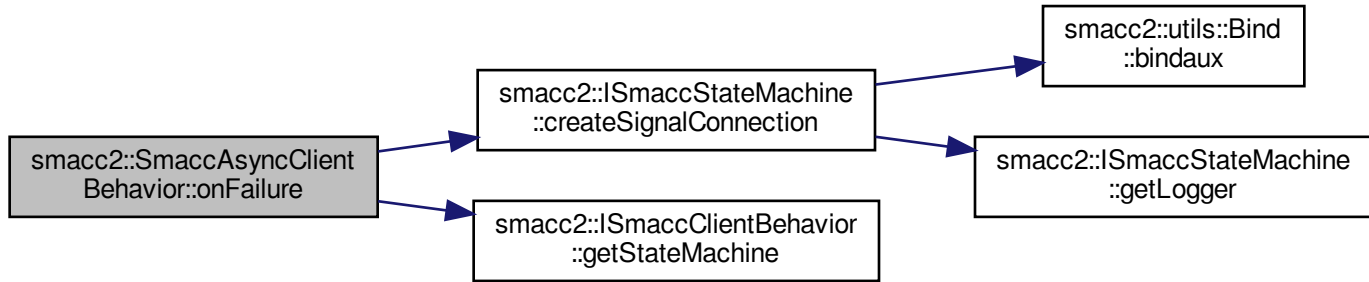 smacc2::SmaccAsyncClient
Behavior::onFailure
smacc2::ISmaccStateMachine
::createSignalConnection
smacc2::ISmaccClientBehavior
::getStateMachine
smacc2::utils::Bind
::bindaux
smacc2::ISmaccStateMachine
::getLogger